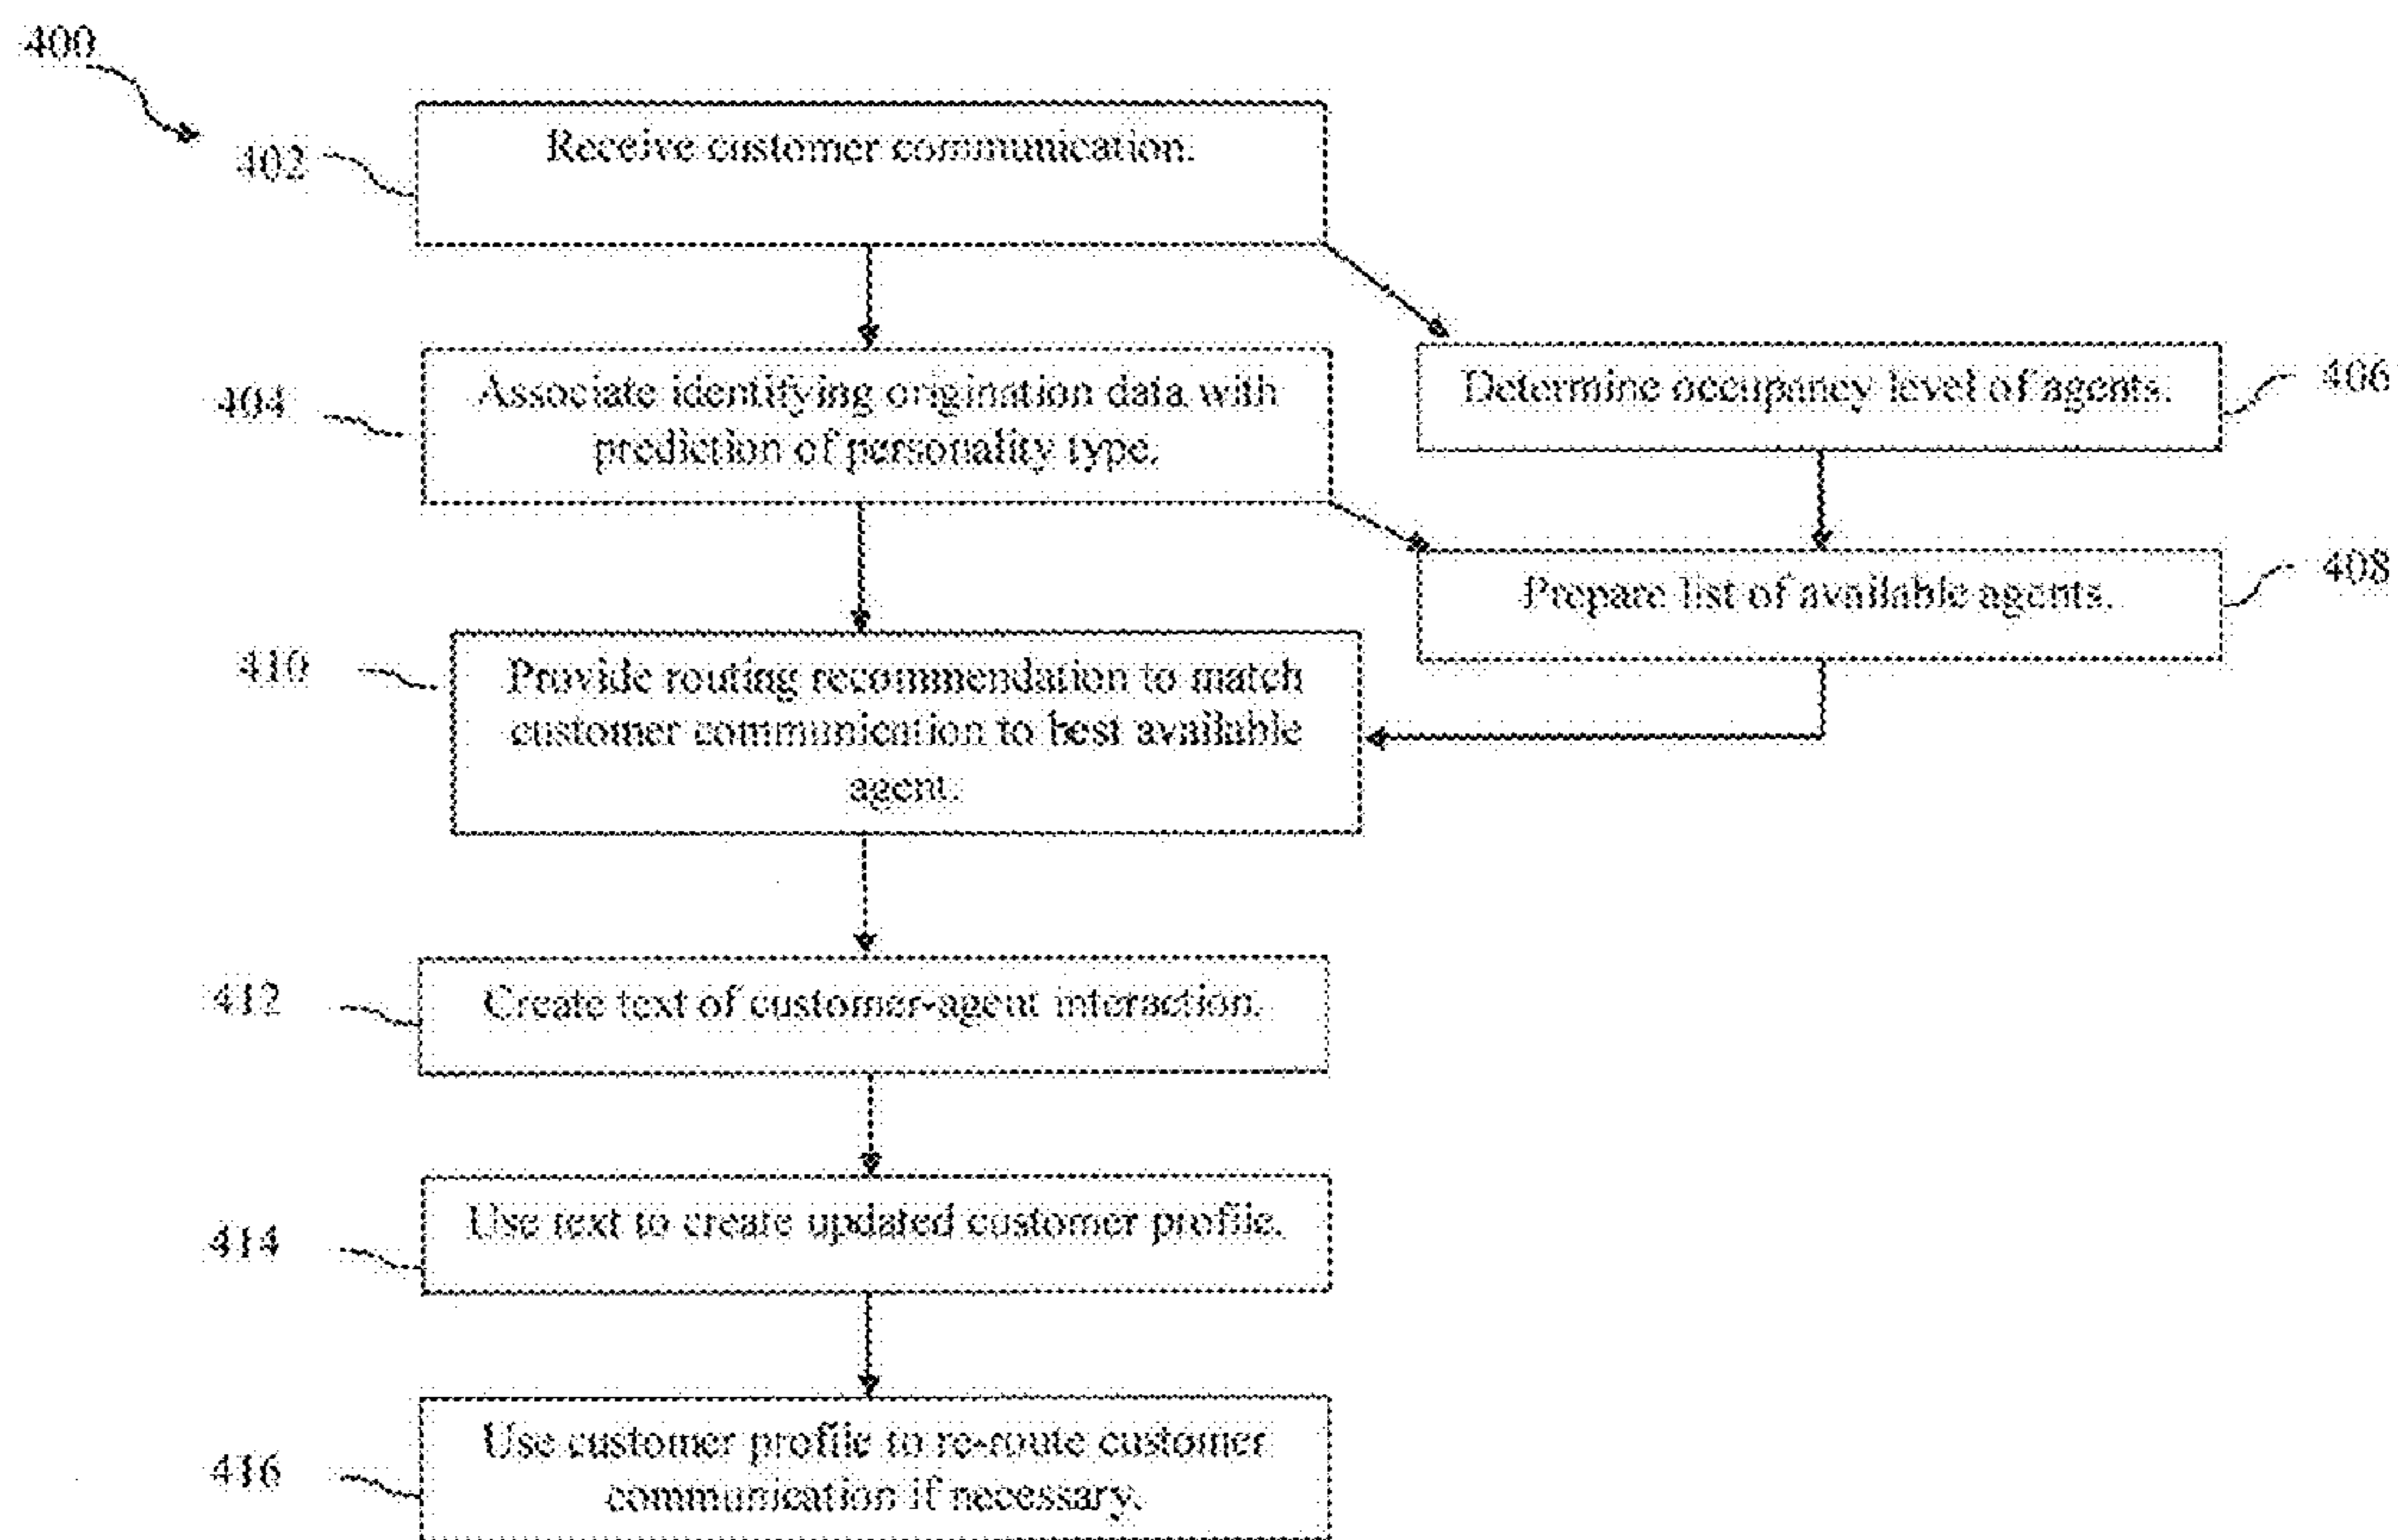 400
402
Receive customer communication.
404
Associate identifying origination data with
prediction of personality type.
Determine occupancy level of agents.
406
Prepare list of available agents.
408
410
Provide routing recommendation to match
customer communication to best available
agent.
412
Create text of customer-agent interaction.
414
Use text to create updated customer profile.
416
Use customer profile to re-route customer
communication if necessary.